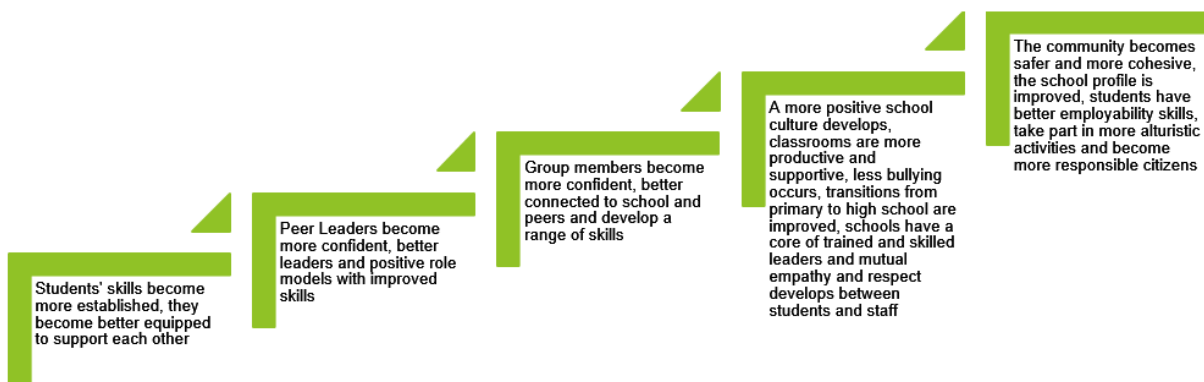 Students' skills become
more established, they
become better equipped
to support each other
Peer Leaders become
more confident, better
leaders and positive role
models with improved
skills
Group members become
more confident, better
connected to school and
peers and develop a
range of skills
A more positive school
culture develops,
classrooms are more
productive and
supportive, less bullying
occurs, transitions from
primary to high school are
improved, schools have a
core of trained and skilled
leaders and mutual
empathy and respect
develops between
students and staff
The community becomes
safer and more cohesive,
the school profile is
improved, students have
better employability skills,
take part in more alturistic
activities and become
more responsible citizens